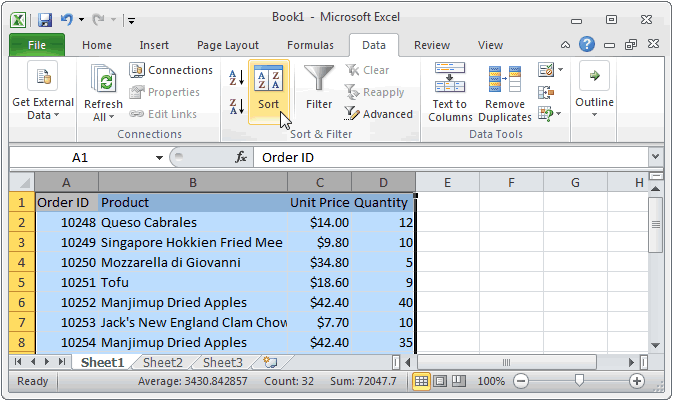 Book1 - Microsoft Excel
File Home Insert Page Layout Formulas Data Review View
Get External Data
Refresh All
Connections
Properties
Edit Links
Connections
A Z
Z A
A Z Z A
Sort
Filter
Clear
Reapply
Advanced
Sort & Filter
Text to Columns
Remove Duplicates
Data Tools
Outline
A1 fx Order ID
A B C D E F G H
1 Order ID Product Unit Price Quantity
2 10248 Queso Cabrales $14.00 12
3 10249 Singapore Hokkien Fried Mee $9.80 10
4 10250 Mozzarella di Giovanni $34.80 5
5 10251 Tofu $18.60 9
6 10252 Manjimup Dried Apples $42.40 40
7 10253 Jack's New England Clam Chow $7.70 10
8 10254 Manjimup Dried Apples $42.40 35
Sheet1 Sheet2 Sheet3
Ready Average: 3430.842857 Count: 32 Sum: 72047.7 100%